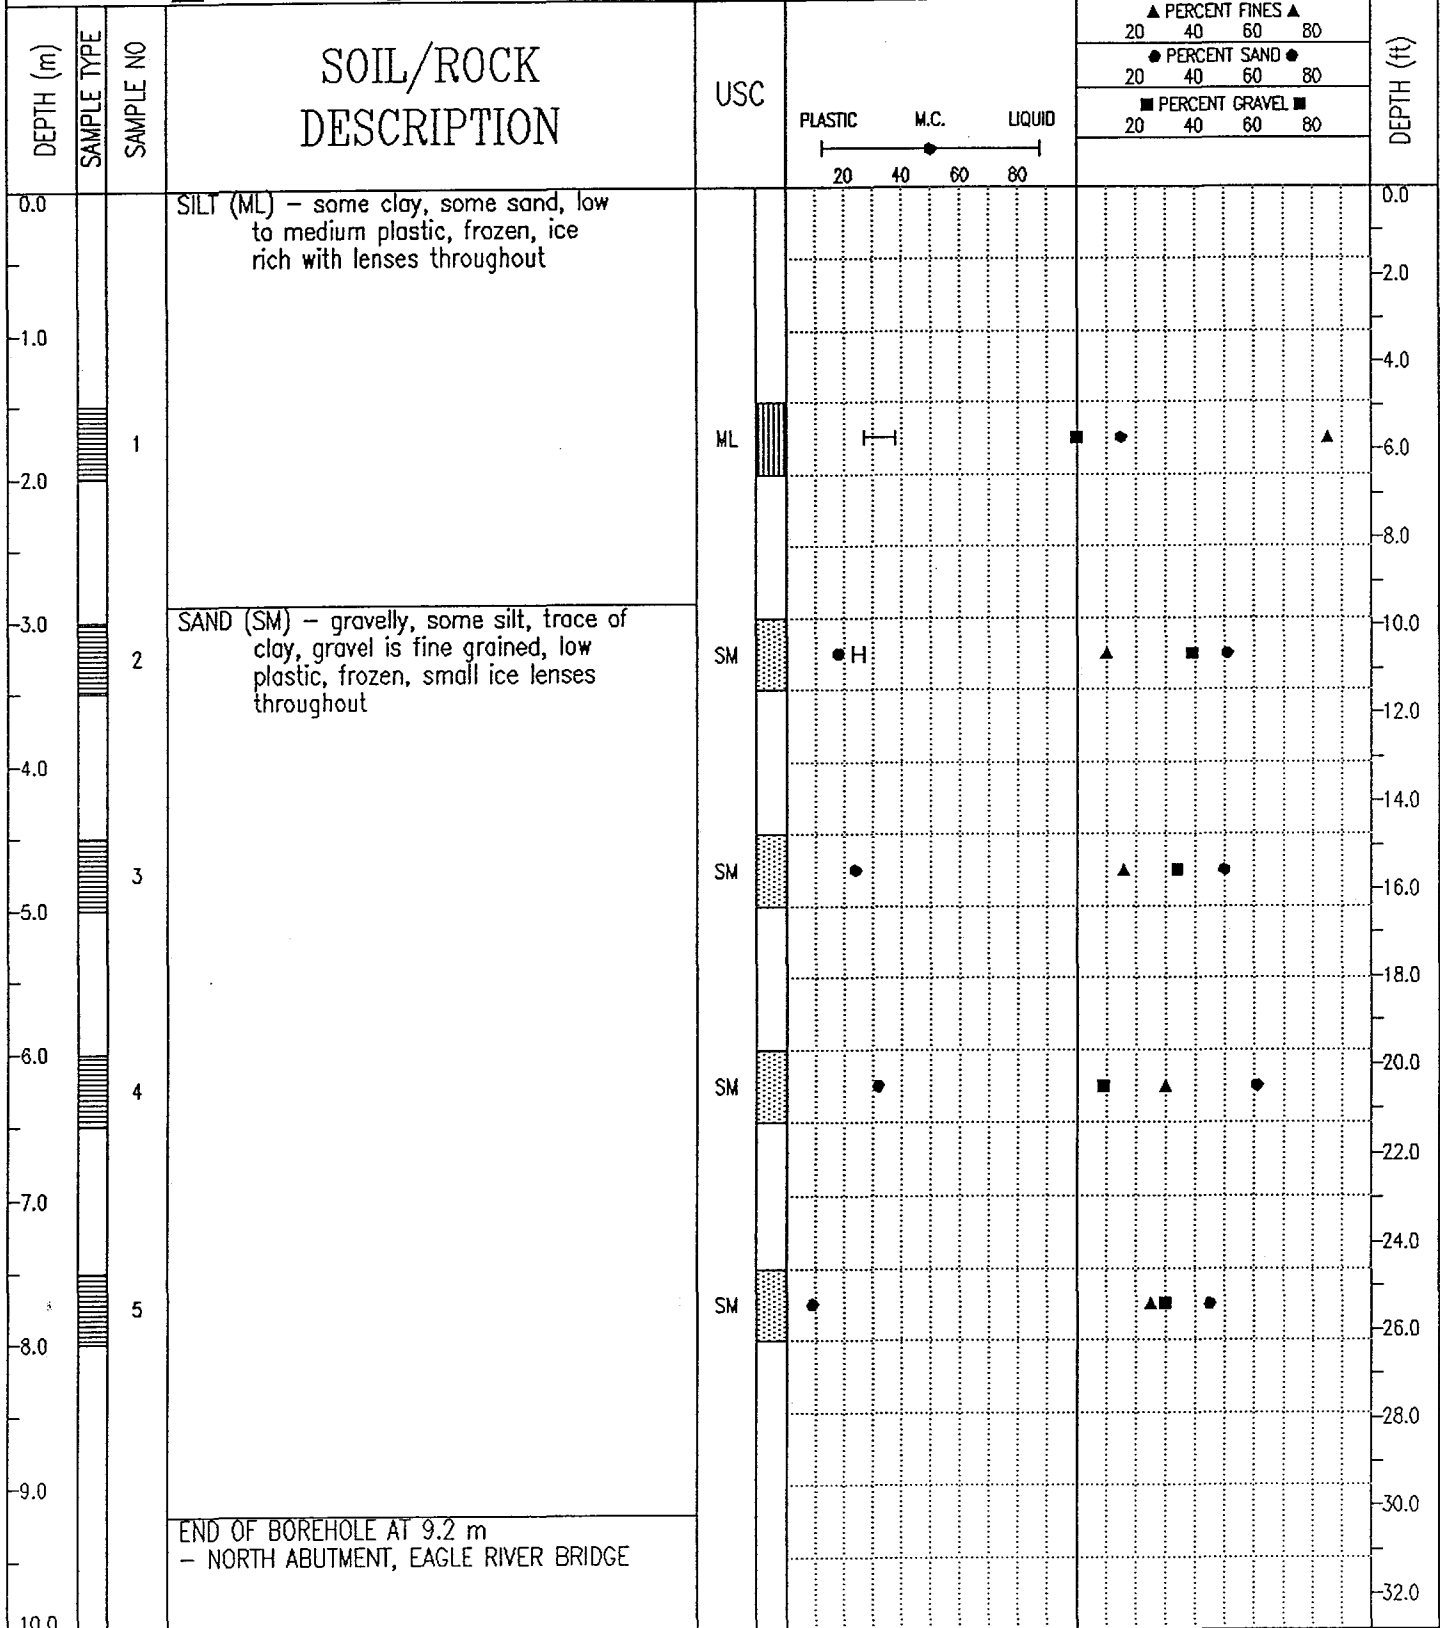 ▲ PERCENT FINES ▲
20 40 60 80
● PERCENT SAND ●
20 40 60 80
■ PERCENT GRAVEL ■
20 40 60 80
DEPTH (m)
SAMPLE TYPE
SAMPLE NO
SOIL/ROCK
DESCRIPTION
USC
PLASTIC M.C. LIQUID
20 40 60 80
DEPTH (ft)
0.0
SILT (ML) – some clay, some sand, low
to medium plastic, frozen, ice
rich with lenses throughout
0.0
-2.0
-1.0
-4.0
1
ML
-6.0
-2.0
-8.0
SAND (SM) – gravelly, some silt, trace of
clay, gravel is fine grained, low
plastic, frozen, small ice lenses
throughout
-3.0
-10.0
2
SM
-12.0
-4.0
-14.0
3
SM
-16.0
-5.0
-18.0
-6.0
-20.0
4
SM
-22.0
-7.0
-24.0
5
SM
-26.0
-8.0
-28.0
-9.0
-30.0
END OF BOREHOLE AT 9.2 m
– NORTH ABUTMENT, EAGLE RIVER BRIDGE
-32.0
10.0